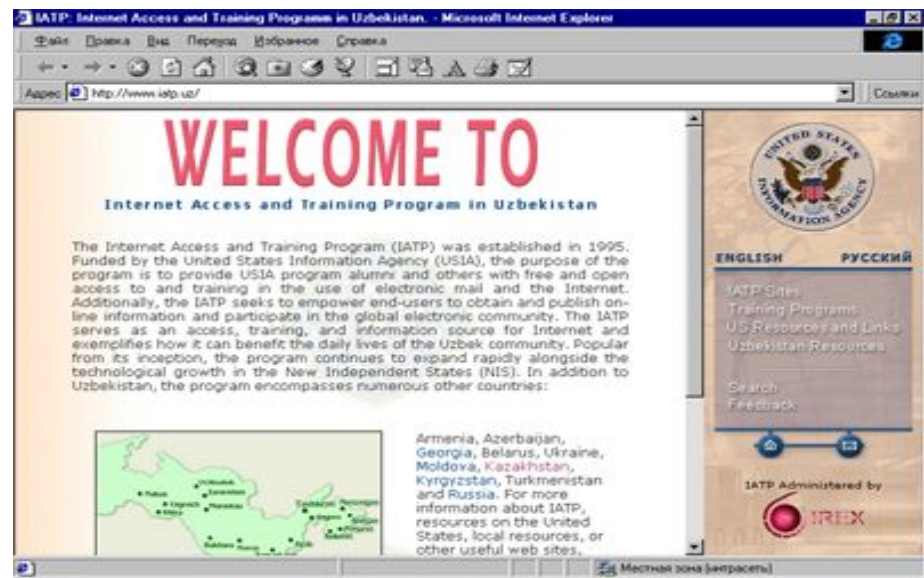 IATP: Internet Access and Training Programm in Uzbekistan. - Microsoft Internet Explorer
Файл Правка Вид Переход Избранное Справка
Адрес http://www.iatp.uz/ Ссылки
WELCOME TO
Internet Access and Training Program in Uzbekistan
The Internet Access and Training Program (IATP) was established in 1995.
Funded by the United States Information Agency (USIA), the purpose of the
program is to provide USIA program alumni and others with free and open
access to and training in the use of electronic mail and the Internet.
Additionally, the IATP seeks to empower end-users to obtain and publish on-
line information and participate in the global electronic community. The IATP
serves as an access, training, and information source for Internet and
exemplifies how it can benefit the daily lives of the Uzbek community. Popular
from its inception, the program continues to expand rapidly alongside the
technological growth in the New Independent States (NIS). In addition to
Uzbekistan, the program encompasses numerous other countries:
Armenia, Azerbaijan,
Georgia, Belarus, Ukraine,
Moldova, Kazakhstan,
Kyrgyzstan, Turkmenistan
and Russia. For more
information about IATP,
resources on the United
States, local resources, or
other useful web sites,
UNITED STATES
INFORMATION AGENCY
ENGLISH РУССКИЙ
IATP Sites
Training Programs
US Resources and Links
Uzbekistan Resources
Search
Feedback
IATP Administered by
IREX
Местная зона (интрасеть)